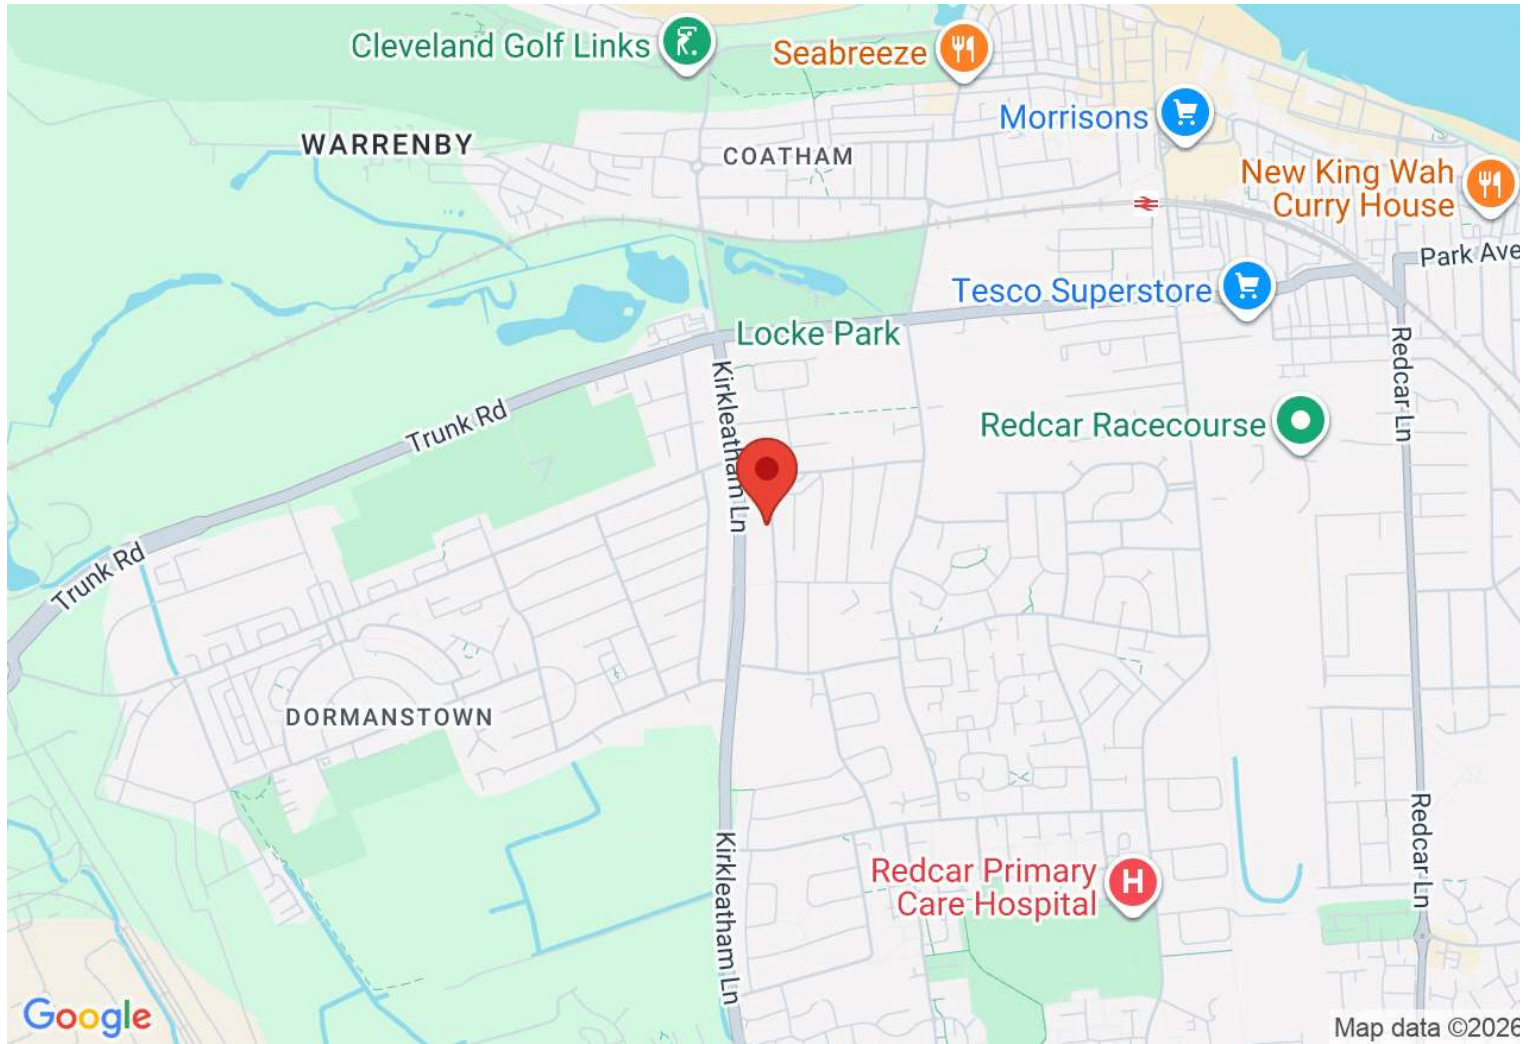 Cleveland Golf Links
Seabreeze
Morrisons
WARRENBY
COATHAM
New King Wah
Curry House
Park Ave
Tesco Superstore
Locke Park
Redcar Ln
Kirkleatham Ln
Trunk Rd
Redcar Racecourse
Trunk Rd
DORMANSTOWN
Redcar Ln
Kirkleatham Ln
Redcar Primary
Care Hospital
H
Google
Map data ©2026